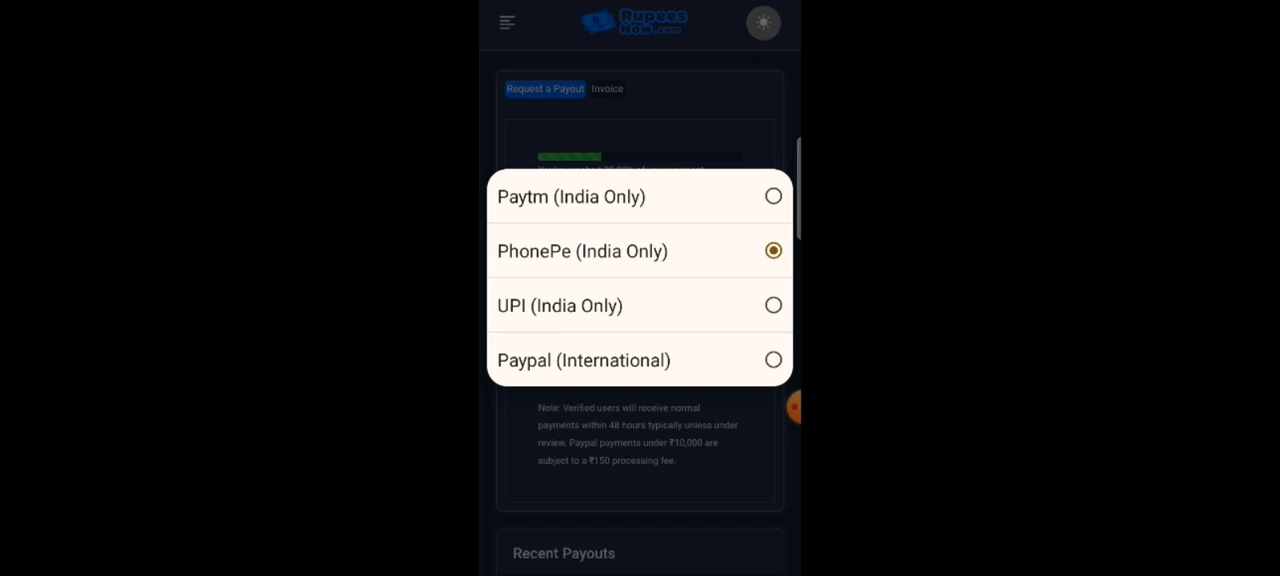 Rupees
Now.com
Request a Payout Invoice
Paytm (India Only)
PhonePe (India Only)
UPI (India Only)
Paypal (International)
Note: Verified users will receive normal
payments within 48 hours typically unless under
review. Paypal payments under ₹10,000 are
subject to a ₹150 processing fee.
Recent Payouts